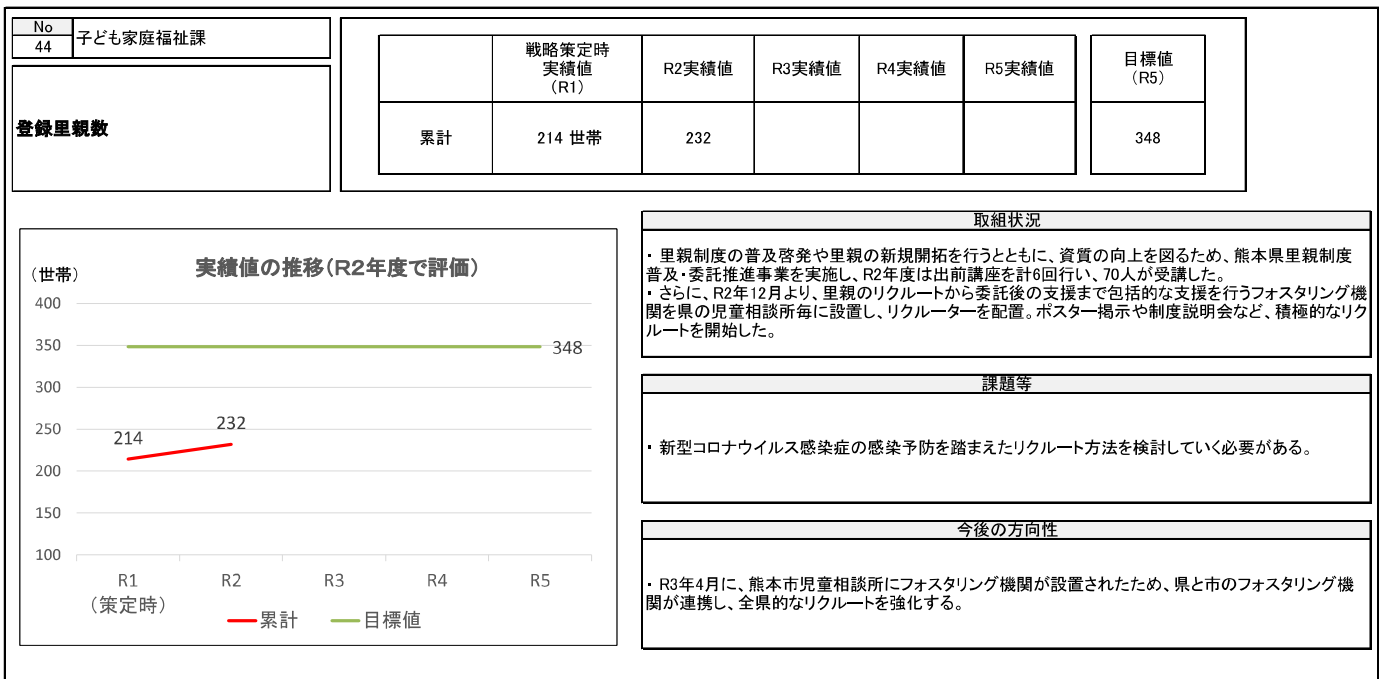 No
44
子ども家庭福祉課
登録里親数
戦略策定時
実績値
（R1）
R2実績値
R3実績値
R4実績値
R5実績値
目標値
（R5）
累計
214 世帯
232
348
実績値の推移（R2年度で評価）
（世帯）
400
350
300
250
200
150
100
348
214
232
R1
（策定時）
R2
R3
R4
R5
累計
目標値
取組状況
・ 里親制度の普及啓発や里親の新規開拓を行うとともに、資質の向上を図るため、熊本県里親制度
普及・委託推進事業を実施し、R2年度は出前講座を計6回行い、70人が受講した。
・ さらに、R2年12月より、里親のリクルートから委託後の支援まで包括的な支援を行うフォスタリング機
関を県の児童相談所毎に設置し、リクルーターを配置。ポスター掲示や制度説明会など、積極的なリク
ルートを開始した。
課題等
・ 新型コロナウイルス感染症の感染予防を踏まえたリクルート方法を検討していく必要がある。
今後の方向性
・ R3年4月に、熊本市児童相談所にフォスタリング機関が設置されたため、県と市のフォスタリング機
関が連携し、全県的なリクルートを強化する。